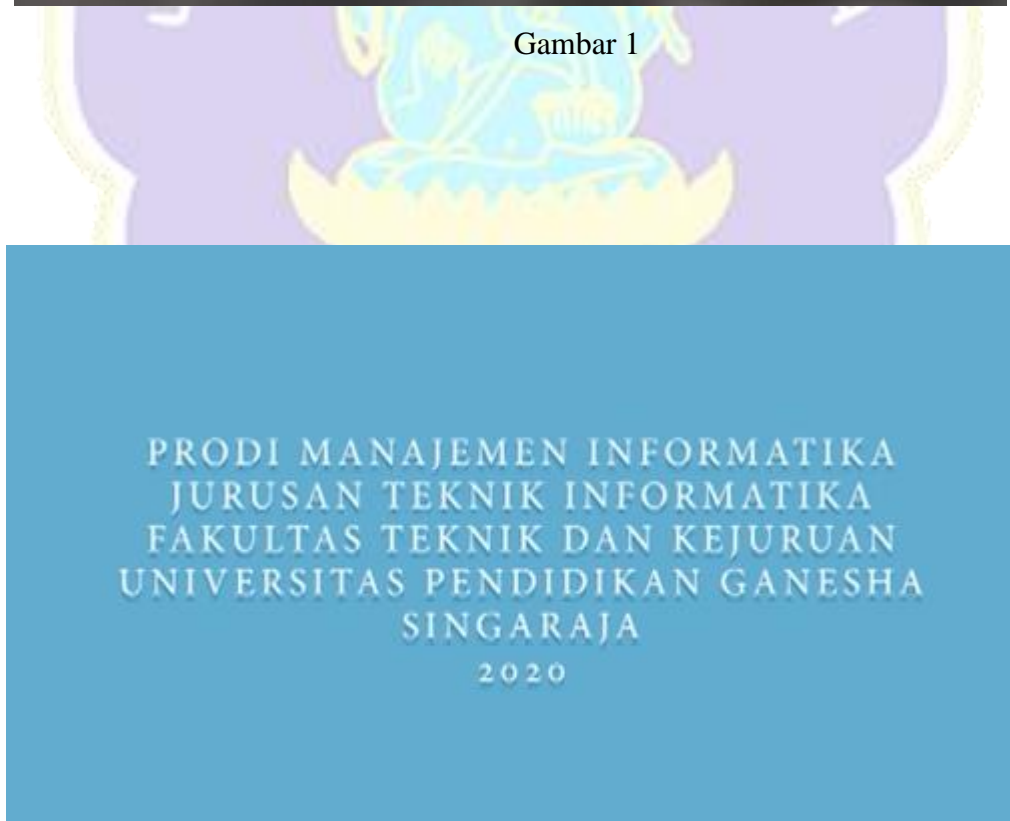 Gambar 1
PRODI MANAJEMEN INFORMATIKA
JURUSAN TEKNIK INFORMATIKA
FAKULTAS TEKNIK DAN KEJURUAN
UNIVERSITAS PENDIDIKAN GANESHA
SINGARAJA
2020